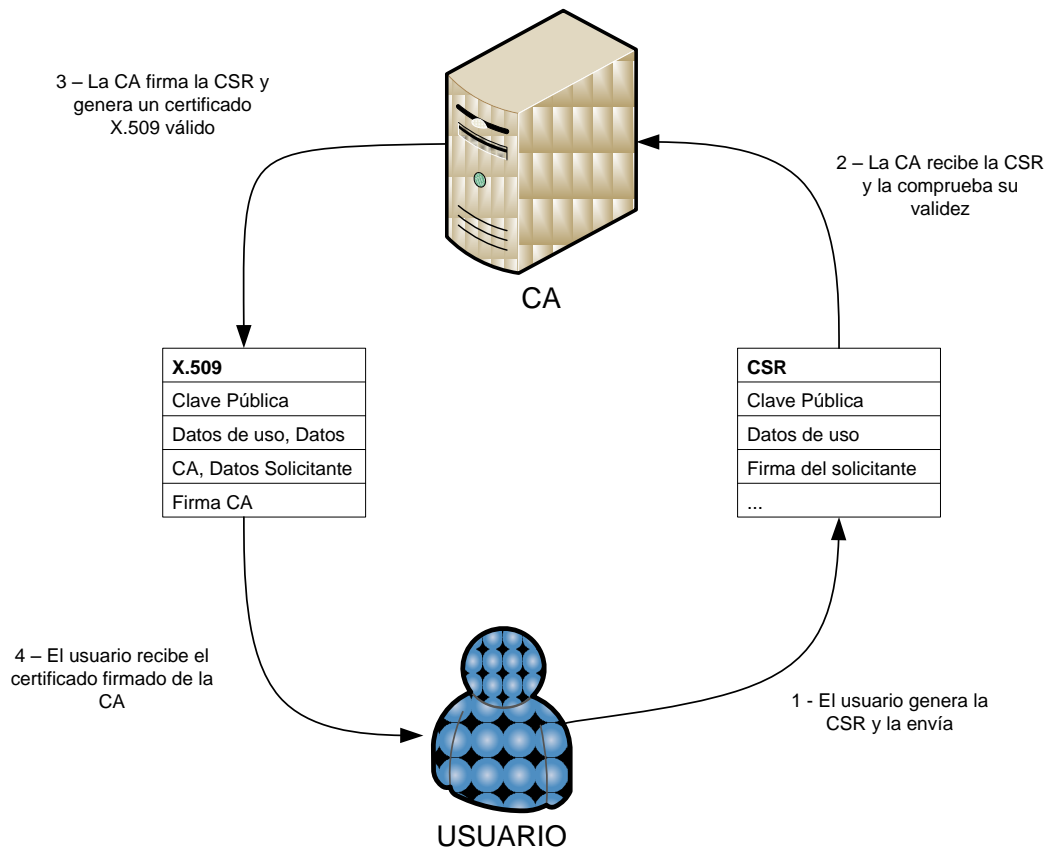 3 – La CA firma la CSR y
genera un certificado
X.509 válido
2 – La CA recibe la CSR
y la comprueba su
validez
CA
X.509
Clave Pública
Datos de uso, Datos
CA, Datos Solicitante
Firma CA
CSR
Clave Pública
Datos de uso
Firma del solicitante
...
4 – El usuario recibe el
certificado firmado de la
CA
1 - El usuario genera la
CSR y la envía
USUARIO